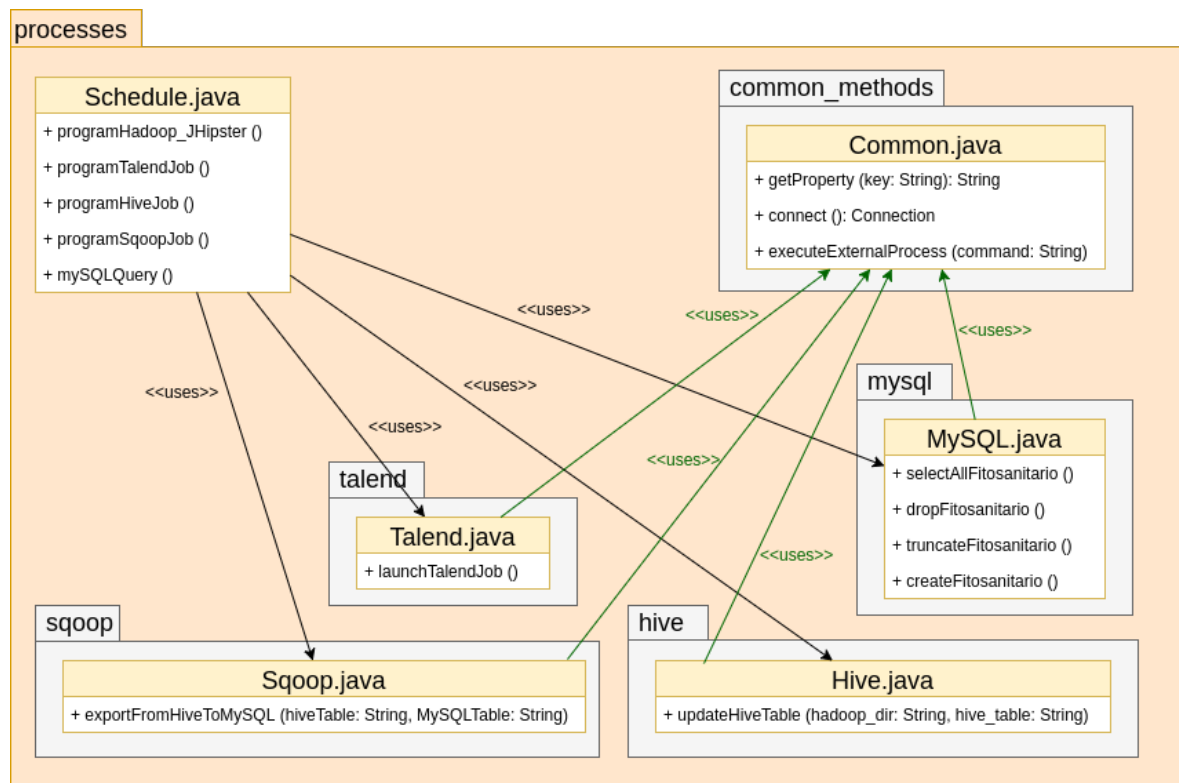 processes
Schedule.java
+ programHadoop_JHipster ()
+ programTalendJob ()
+ programHiveJob ()
+ programSqoopJob ()
+ mySQLQuery ()
common_methods
Common.java
+ getProperty (key: String): String
+ connect (): Connection
+ executeExternalProcess (command: String)
<<uses>>
<<uses>>
<<uses>>
<<uses>>
<<uses>>
<<uses>>
<<uses>>
<<uses>>
mysql
MySQL.java
+ selectAllFitosanitario ()
+ dropFitosanitario ()
+ truncateFitosanitario ()
+ createFitosanitario ()
talend
Talend.java
+ launchTalendJob ()
sqoop
Sqoop.java
+ exportFromHiveToMySQL (hiveTable: String, MySQLTable: String)
hive
Hive.java
+ updateHiveTable (hadoop_dir: String, hive_table: String)